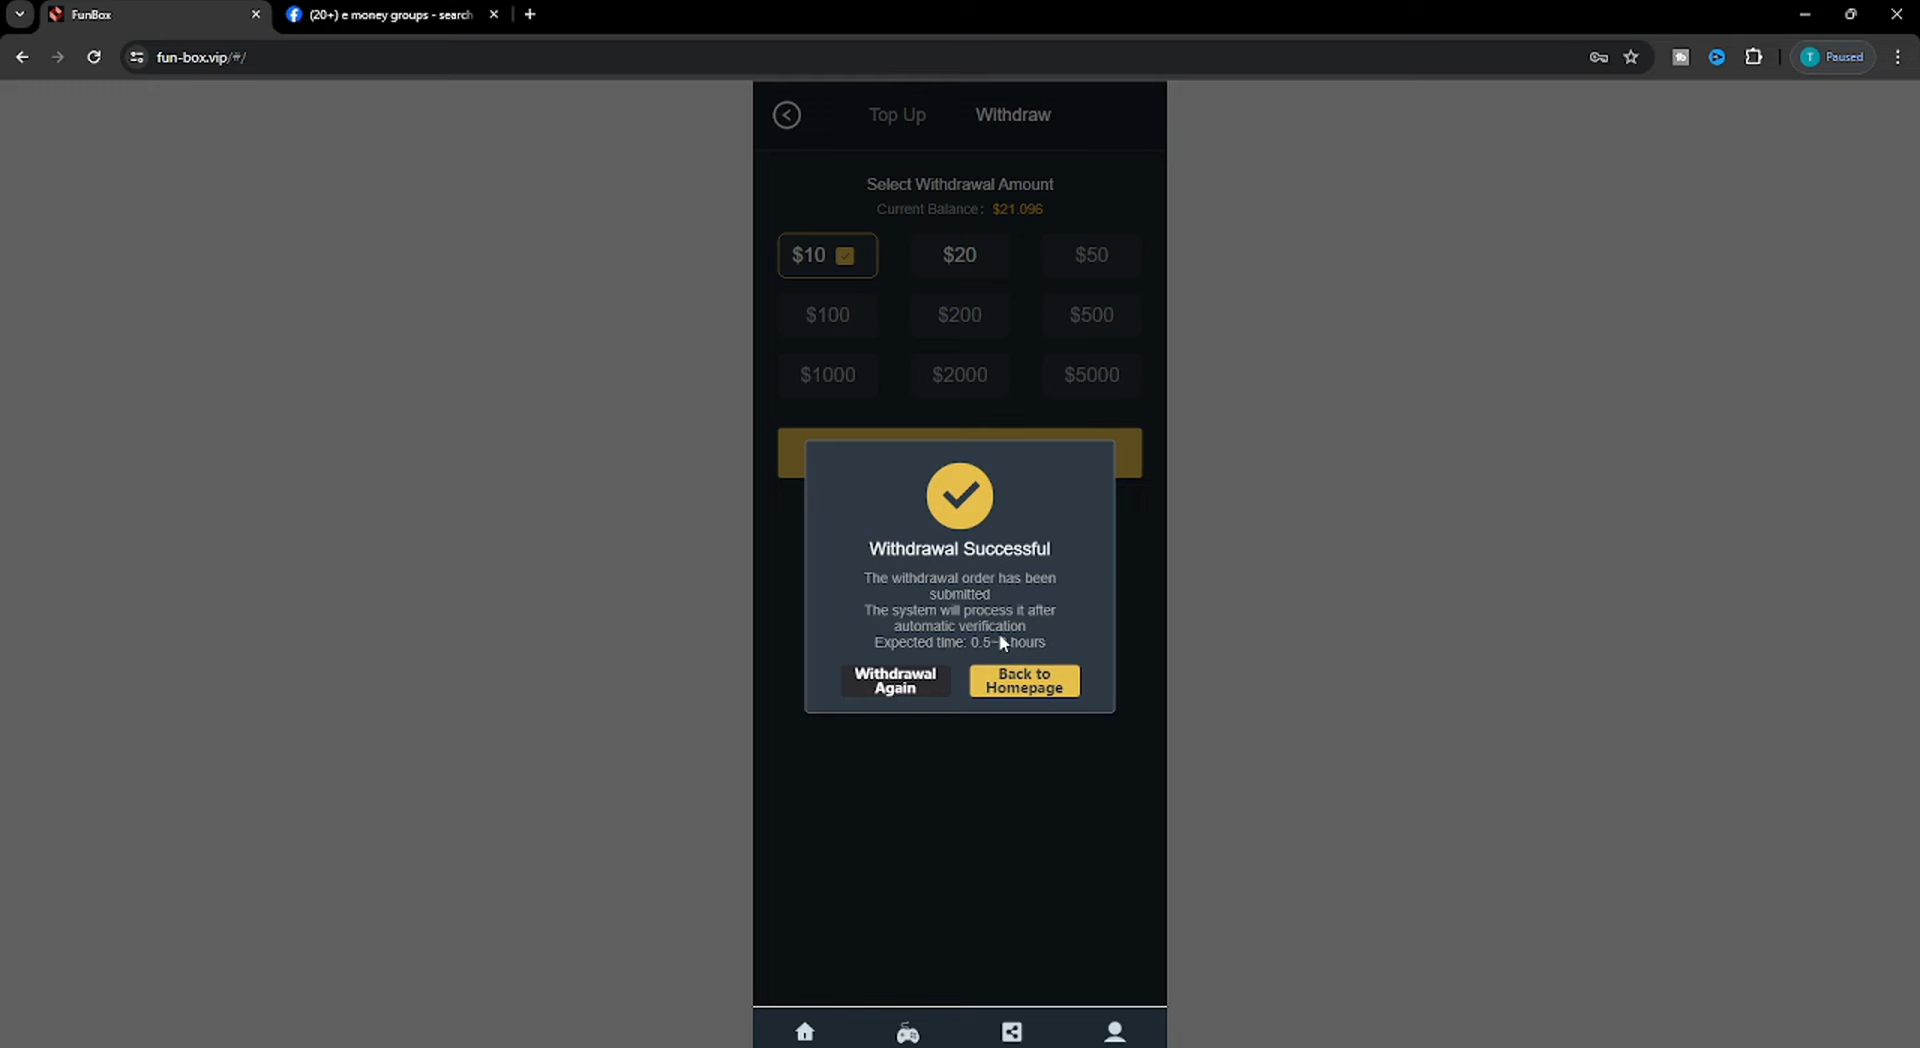 FunBox
(20+) e money groups - search
fun-box.vip/#/
T Paused
Top Up Withdraw
Select Withdrawal Amount
Current Balance: $21.096
$10 $20 $50
$100 $200 $500
$1000 $2000 $5000
Withdrawal Successful
The withdrawal order has been
submitted
The system will process it after
automatic verification
Expected time: 0.5~ hours
Withdrawal
Again
Back to
Homepage